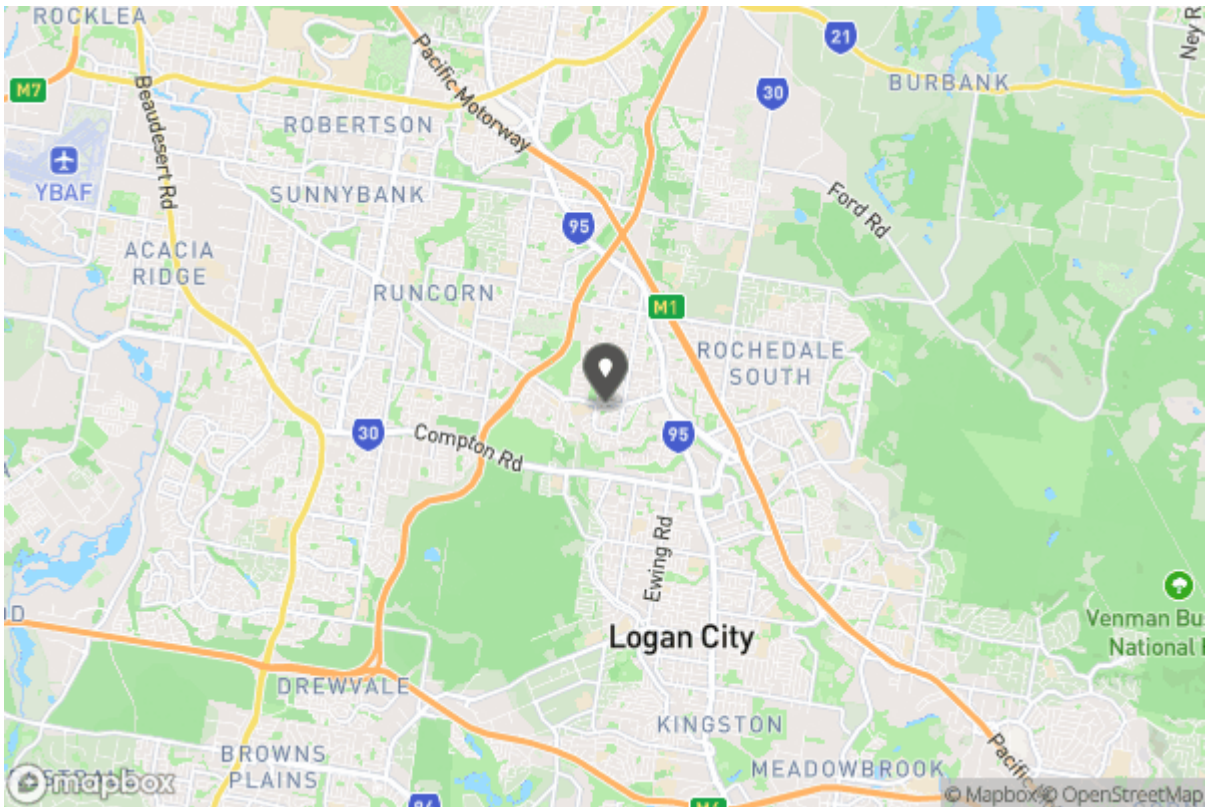 ROCKLEA
21
Ney R
M7
Beaudesert Rd
Pacific Motorway
30
BURBANK
ROBERTSON
YBAF
SUNNYBANK
95
Ford Rd
ACACIA
RIDGE
RUNCORN
M1
ROCHEDALE
SOUTH
30
Compton Rd
95
Ewing Rd
Venman Bus
National
Logan City
DREWVALE
KINGSTON
BROWNS
PLAINS
MEADOWBROOK
Pacific
mapbox
© Mapbox © OpenStreetMap